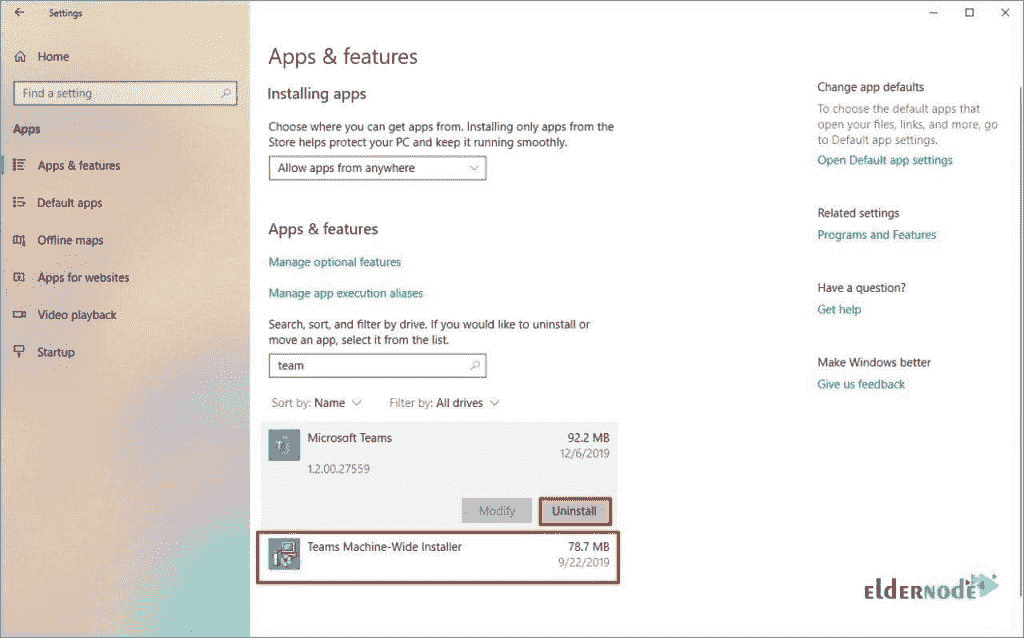 Settings
Home
Find a setting
Apps
Apps & features
Default apps
Offline maps
Apps for websites
Video playback
Startup
Apps & features
Installing apps
Choose where you can get apps from. Installing only apps from the
Store helps protect your PC and keep it running smoothly.
Allow apps from anywhere
Apps & features
Manage optional features
Manage app execution aliases
Search, sort, and filter by drive. If you would like to uninstall or
move an app, select it from the list.
team
Sort by: Name Filter by: All drives
Microsoft Teams 92.2 MB
12/6/2019
1.2.00.27559
Modify Uninstall
Teams Machine-Wide Installer 78.7 MB
9/22/2019
Change app defaults
To choose the default apps that
open your files, links, and more, go
to Default app settings.
Open Default app settings
Related settings
Programs and Features
Have a question?
Get help
Make Windows better
Give us feedback
ELDERNODE